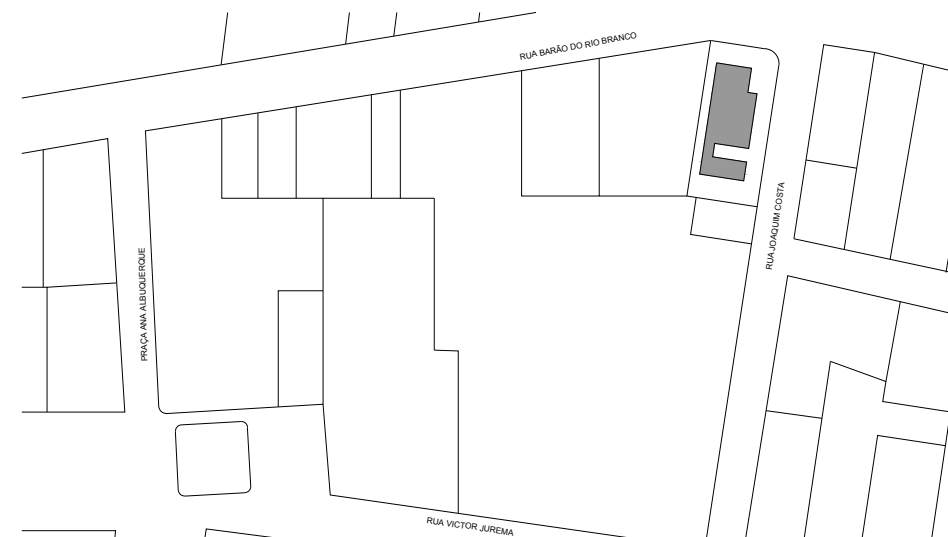 RUA BARÃO DO RIO BRANCO
RUA JOAQUIM COSTA
PRAÇA ANA ALBUQUERQUE
RUA VICTOR JUREMA